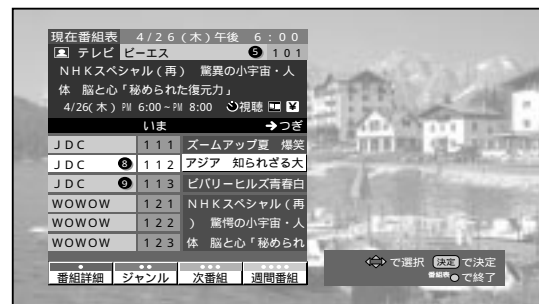 現在番組表 4/26(木)午後 6:00
テレビ ビーエス ❺ 101
NHKスペシャル(再) 驚異の小宇宙・人
体 脳と心「秘められた復元力」
4/26(木) PM 6:00~PM 8:00 視聴 ¥
いま →つぎ
JDC 111 ズームアップ夏 爆笑
JDC ❽ 112 アジア 知られざる大
JDC ❾ 113 ビバリーヒルズ青春白
WOWOW 121 NHKスペシャル(再
WOWOW 122 ) 驚愕の小宇宙・人
WOWOW 123 体 脳と心「秘められ
で選択 決定 で決定
番組表 で終了
番組詳細 ジャンル 次番組 週間番組